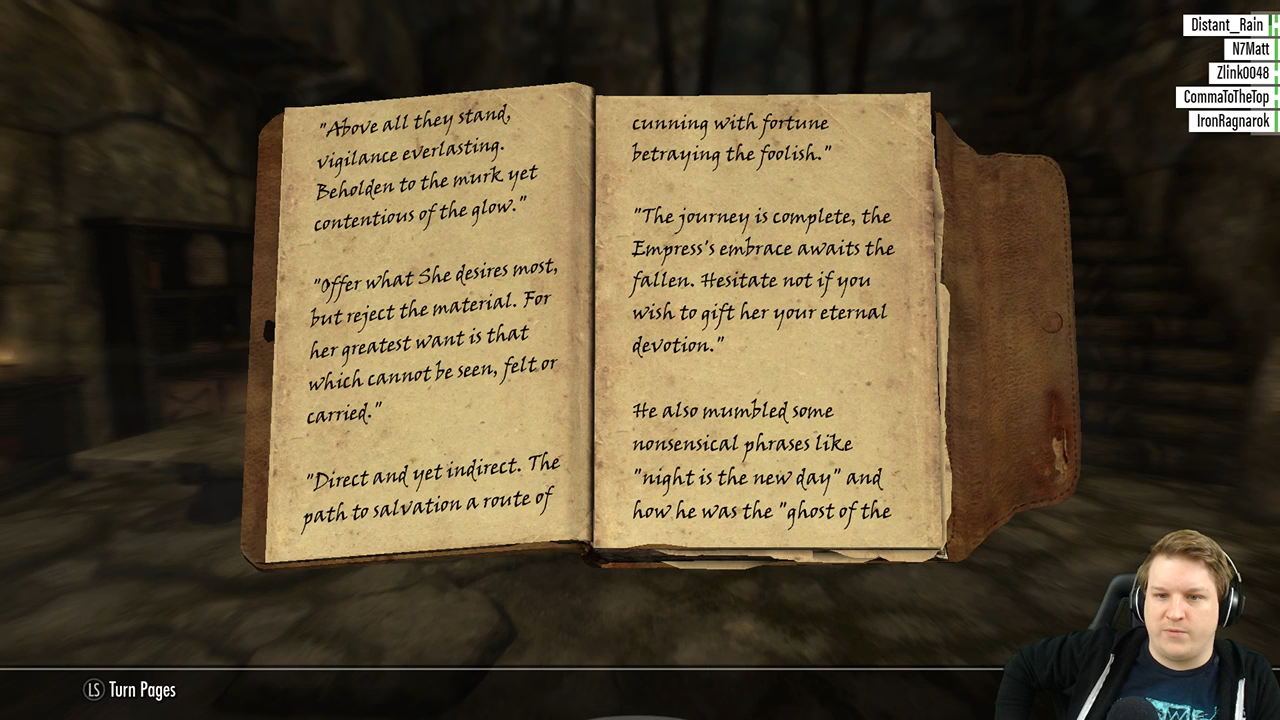 Distant_Rain
N7Matt
Zlink0048
CommaToTheTop
IronRagnarok
"Above all they stand,
vigilance everlasting.
Beholden to the murk yet
contentious of the glow."
"Offer what She desires most,
but reject the material. For
her greatest want is that
which cannot be seen, felt or
carried."
"Direct and yet indirect. The
path to salvation a route of
cunning with fortune
betraying the foolish."
"The journey is complete, the
Empress's embrace awaits the
fallen. Hesitate not if you
wish to gift her your eternal
devotion."
He also mumbled some
nonsensical phrases like
"night is the new day" and
how he was the "ghost of the
LS Turn Pages